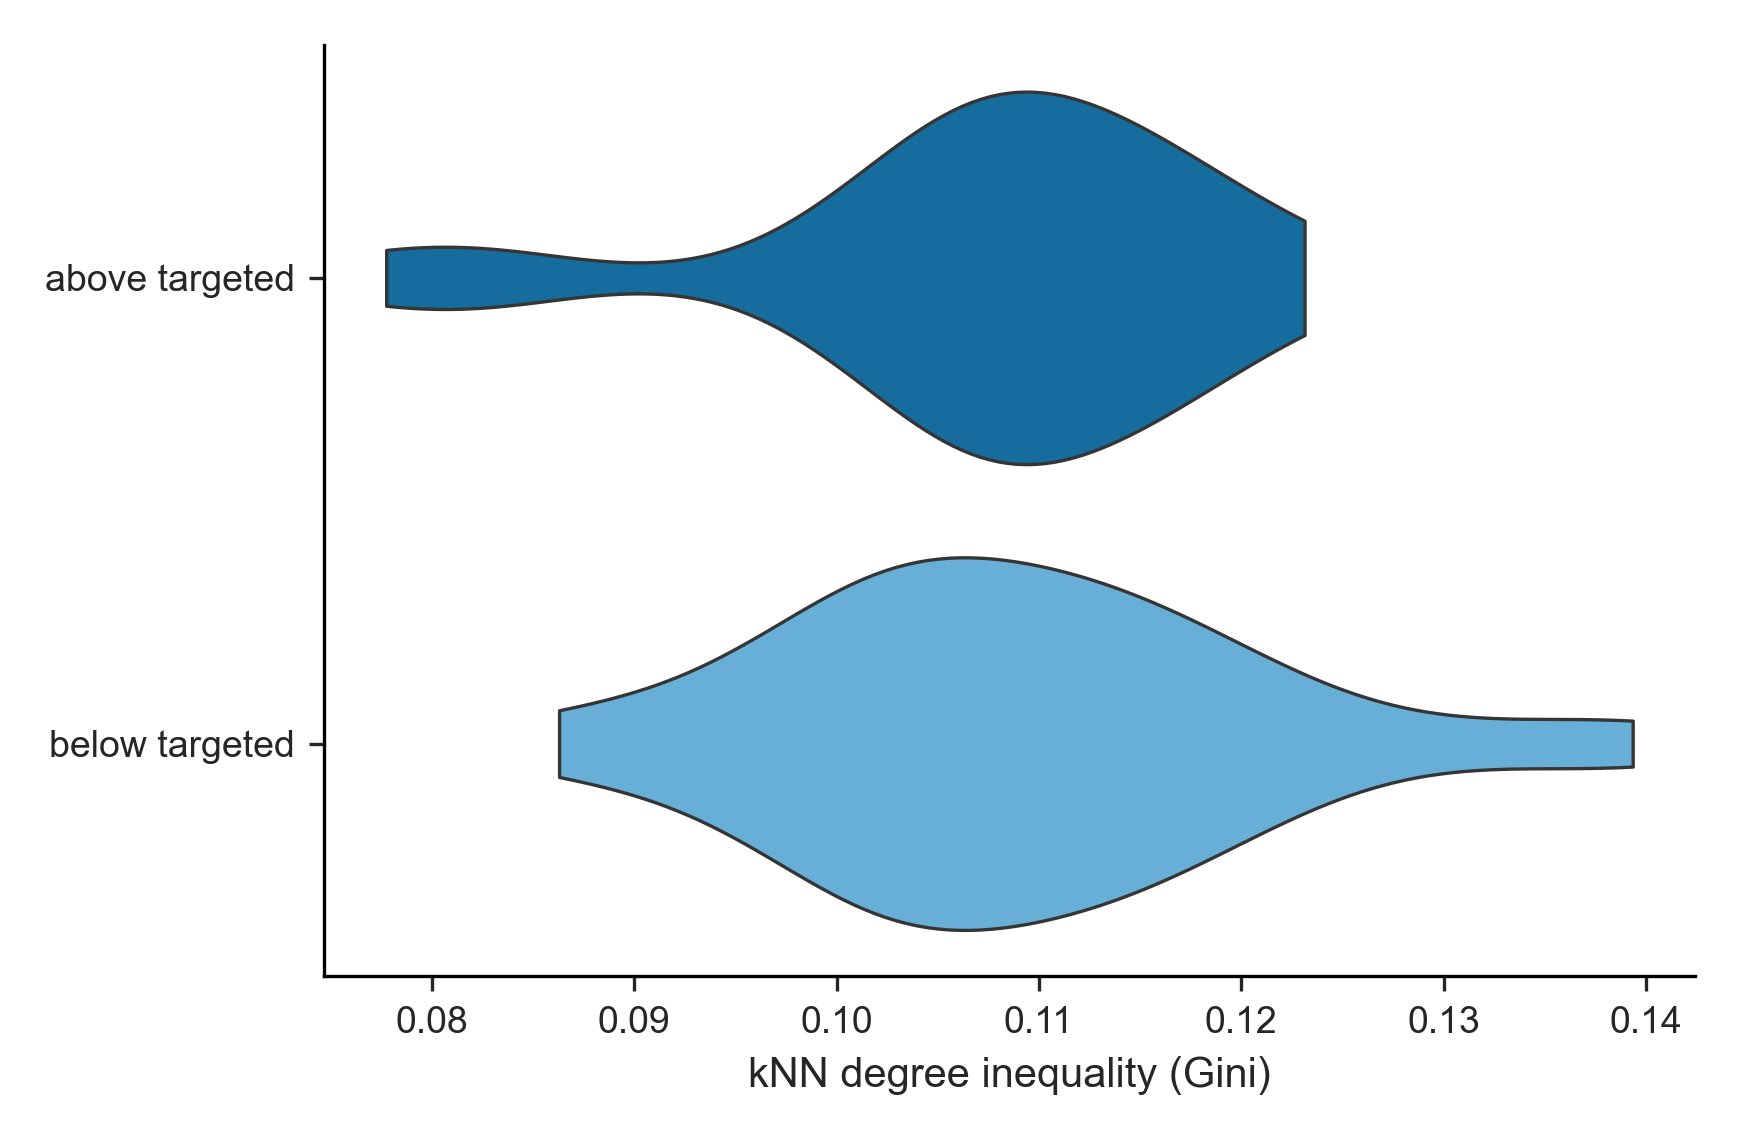 above targeted
below targeted
0.08 0.09 0.10 0.11 0.12 0.13 0.14
kNN degree inequality (Gini)